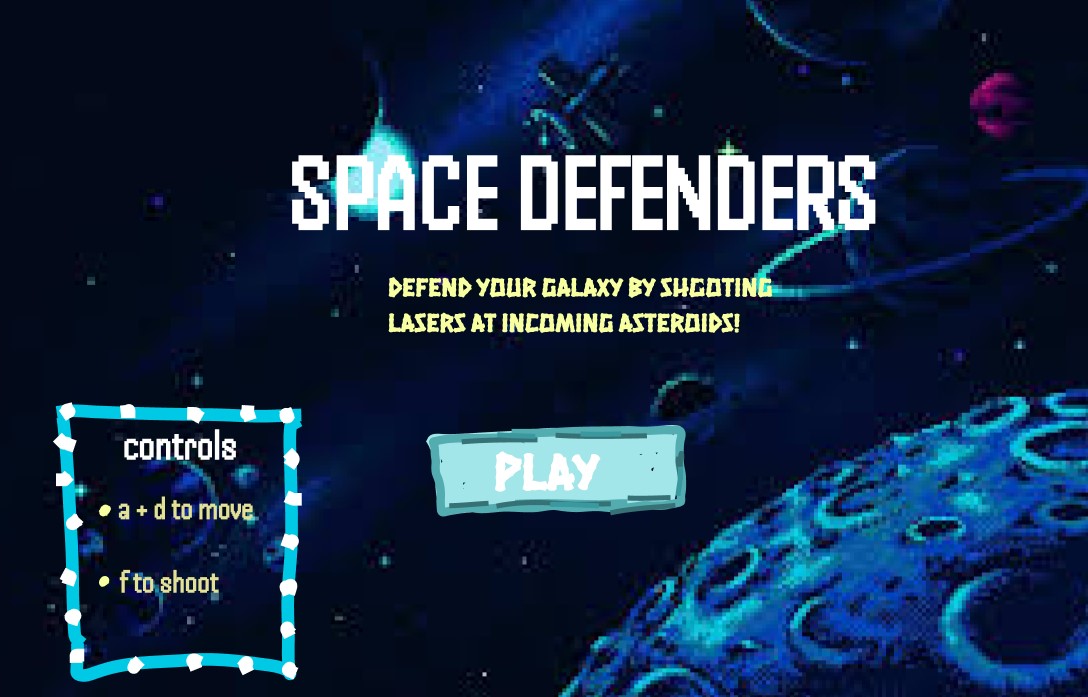 SPACE DEFENDERS
DEFEND YOUR GALAXY BY SHOOTING
LASERS AT INCOMING ASTEROIDS!
controls
• a + d to move
• f to shoot
PLAY